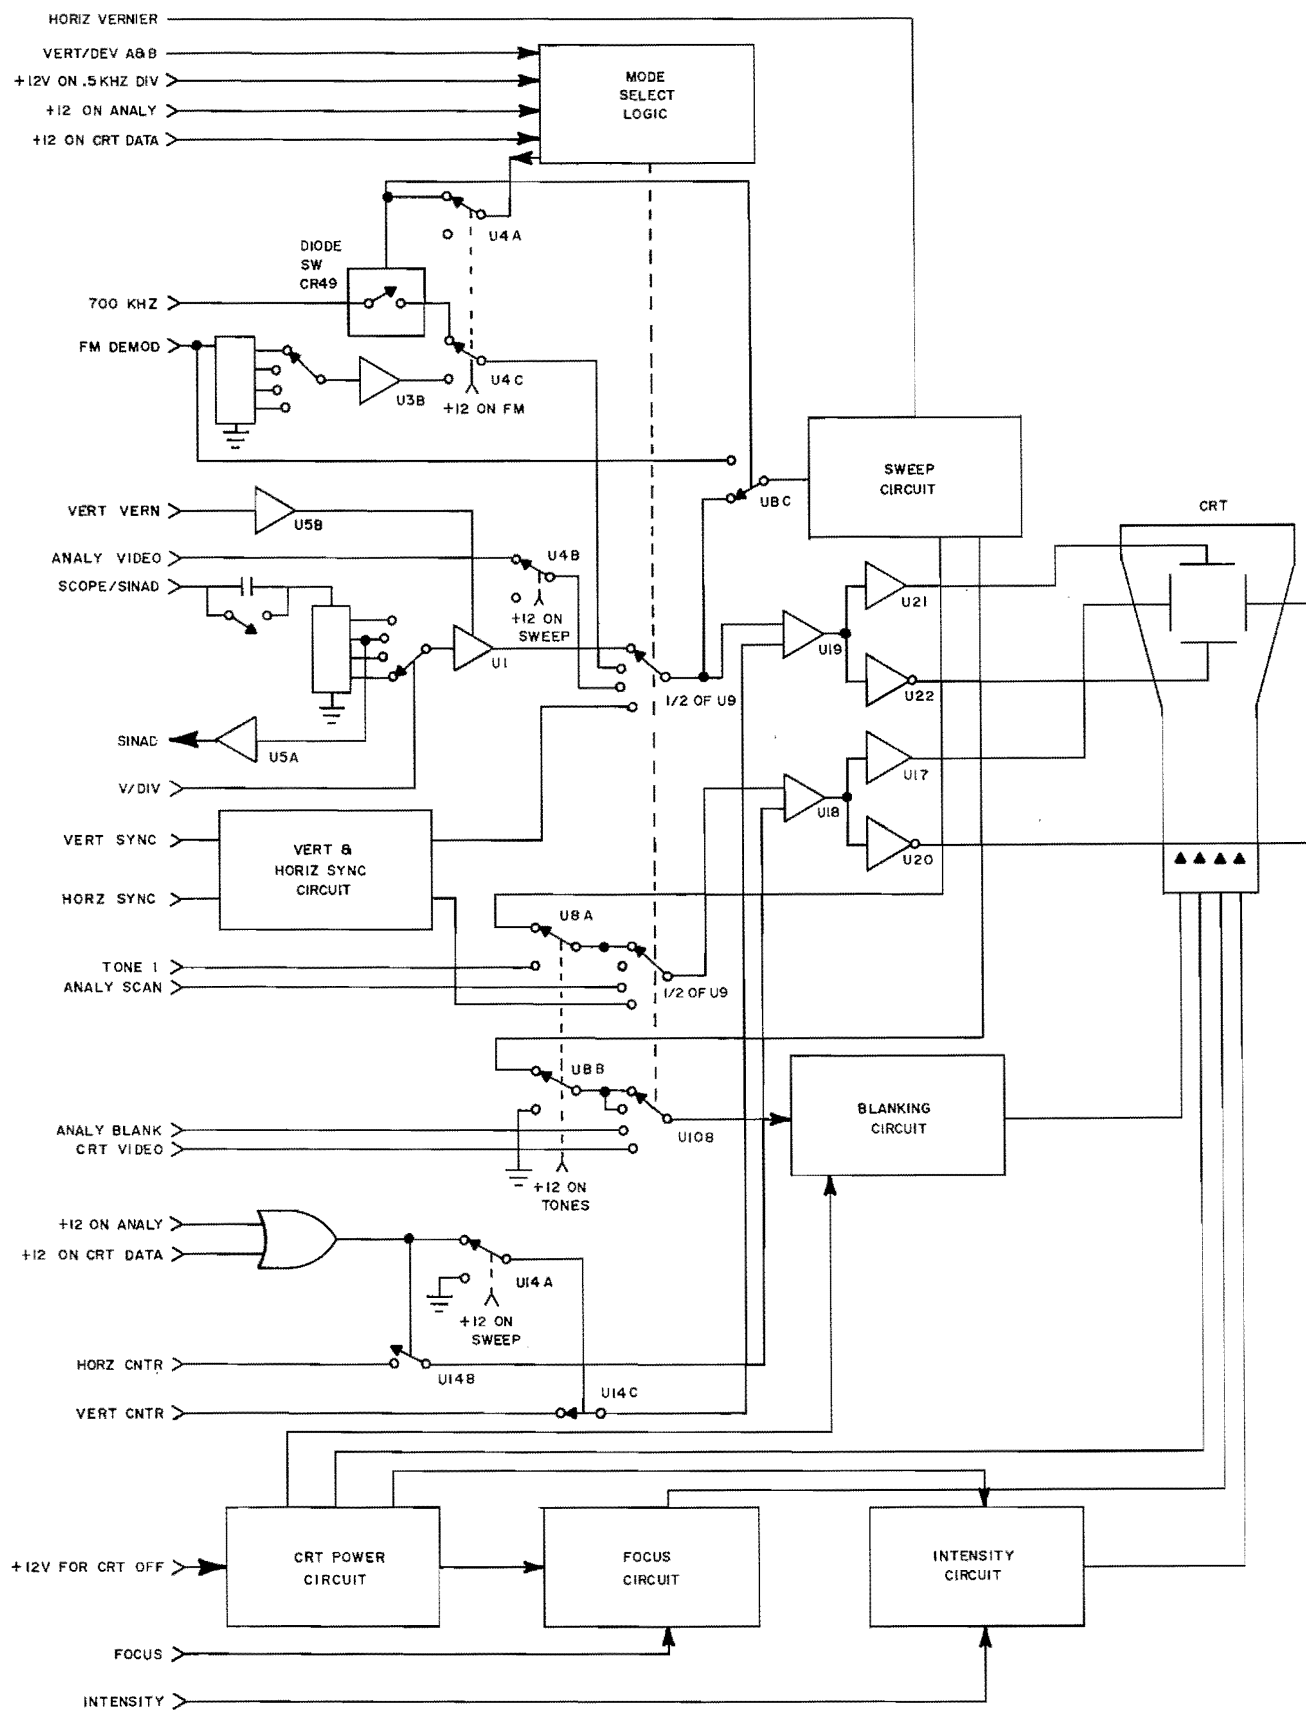 HORIZ VERNIER
VERT/DEV A&B
+12V ON .5 KHZ DIV
+12 ON ANALY
+12 ON CRT DATA
MODE
SELECT
LOGIC
U4A
DIODE
SW
CR49
700 KHZ
FM DEMOD
U3B
U4C
+12 ON FM
SWEEP
CIRCUIT
U8C
CRT
VERT VERN
U5B
ANALY VIDEO
U4B
SCOPE/SINAD
+12 ON
SWEEP
U1
1/2 OF U9
U19
U21
U22
SINAD
U5A
V/DIV
U17
U18
U20
VERT SYNC
HORZ SYNC
VERT &
HORIZ SYNC
CIRCUIT
U8A
TONE 1
ANALY SCAN
1/2 OF U9
U8B
ANALY BLANK
CRT VIDEO
U10B
BLANKING
CIRCUIT
+12 ON
TONES
+12 ON ANALY
+12 ON CRT DATA
U14A
+12 ON
SWEEP
HORZ CNTR
U14B
U14C
VERT CNTR
+12V FOR CRT OFF
CRT POWER
CIRCUIT
FOCUS
CIRCUIT
INTENSITY
CIRCUIT
FOCUS
INTENSITY